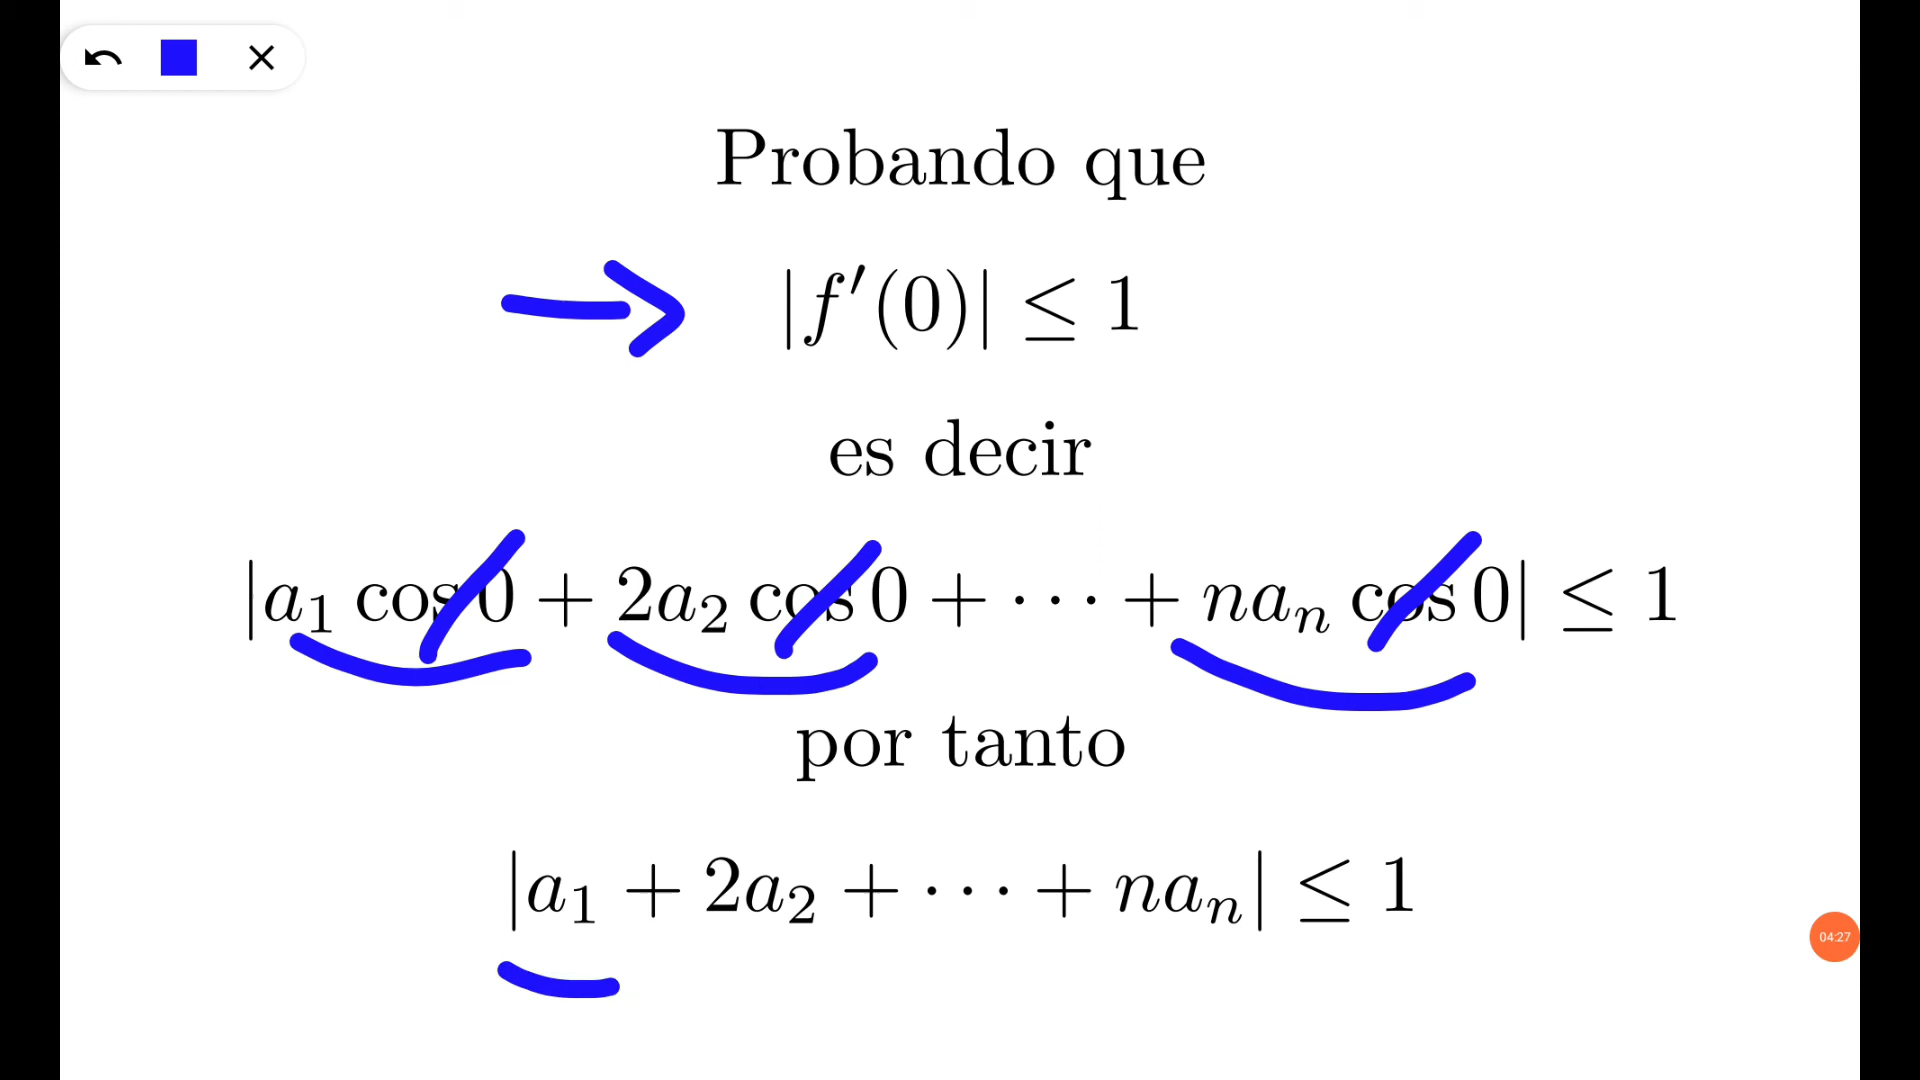 Probando que
|f′(0)| ≤ 1
es decir
|a₁ cos 0 + 2a₂ cos 0 + ⋯ + naₙ cos 0| ≤ 1
por tanto
|a₁ + 2a₂ + ⋯ + naₙ| ≤ 1
04:27